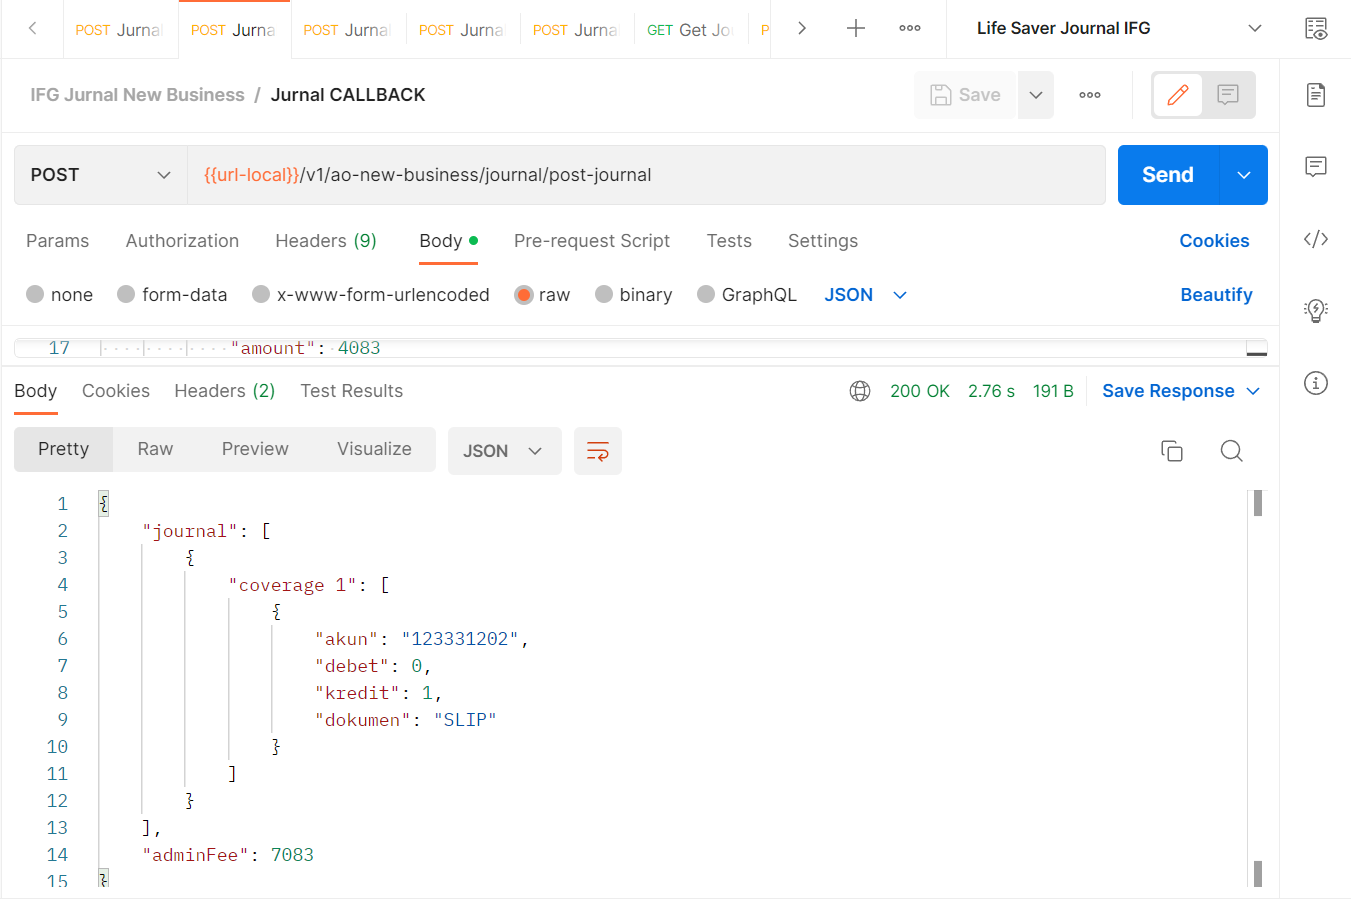 POST Jurna
POST Jurna
POST Jurna
POST Jurna
POST Jurna
GET Get Jo
P
Life Saver Journal IFG
IFG Jurnal New Business / Jurnal CALLBACK
Save
POST
{{url-local}}/v1/ao-new-business/journal/post-journal
Send
Params Authorization Headers (9) Body Pre-request Script Tests Settings Cookies
none form-data x-www-form-urlencoded raw binary GraphQL JSON Beautify
17 "amount": 4083
Body Cookies Headers (2) Test Results 200 OK 2.76 s 191 B Save Response
Pretty Raw Preview Visualize JSON
1 {
2 "journal": [
3 {
4 "coverage 1": [
5 {
6 "akun": "123331202",
7 "debet": 0,
8 "kredit": 1,
9 "dokumen": "SLIP"
10 }
11 ]
12 }
13 ],
14 "adminFee": 7083
15 }